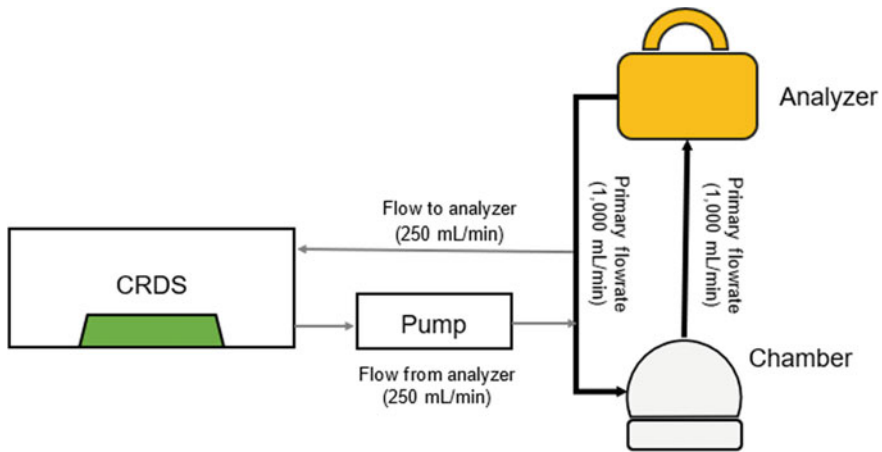 Analyzer
Primary flowrate
(1,000 mL/min)
Primary flowrate
(1,000 mL/min)
Flow to analyzer
(250 mL/min)
CRDS
Pump
Chamber
Flow from analyzer
(250 mL/min)